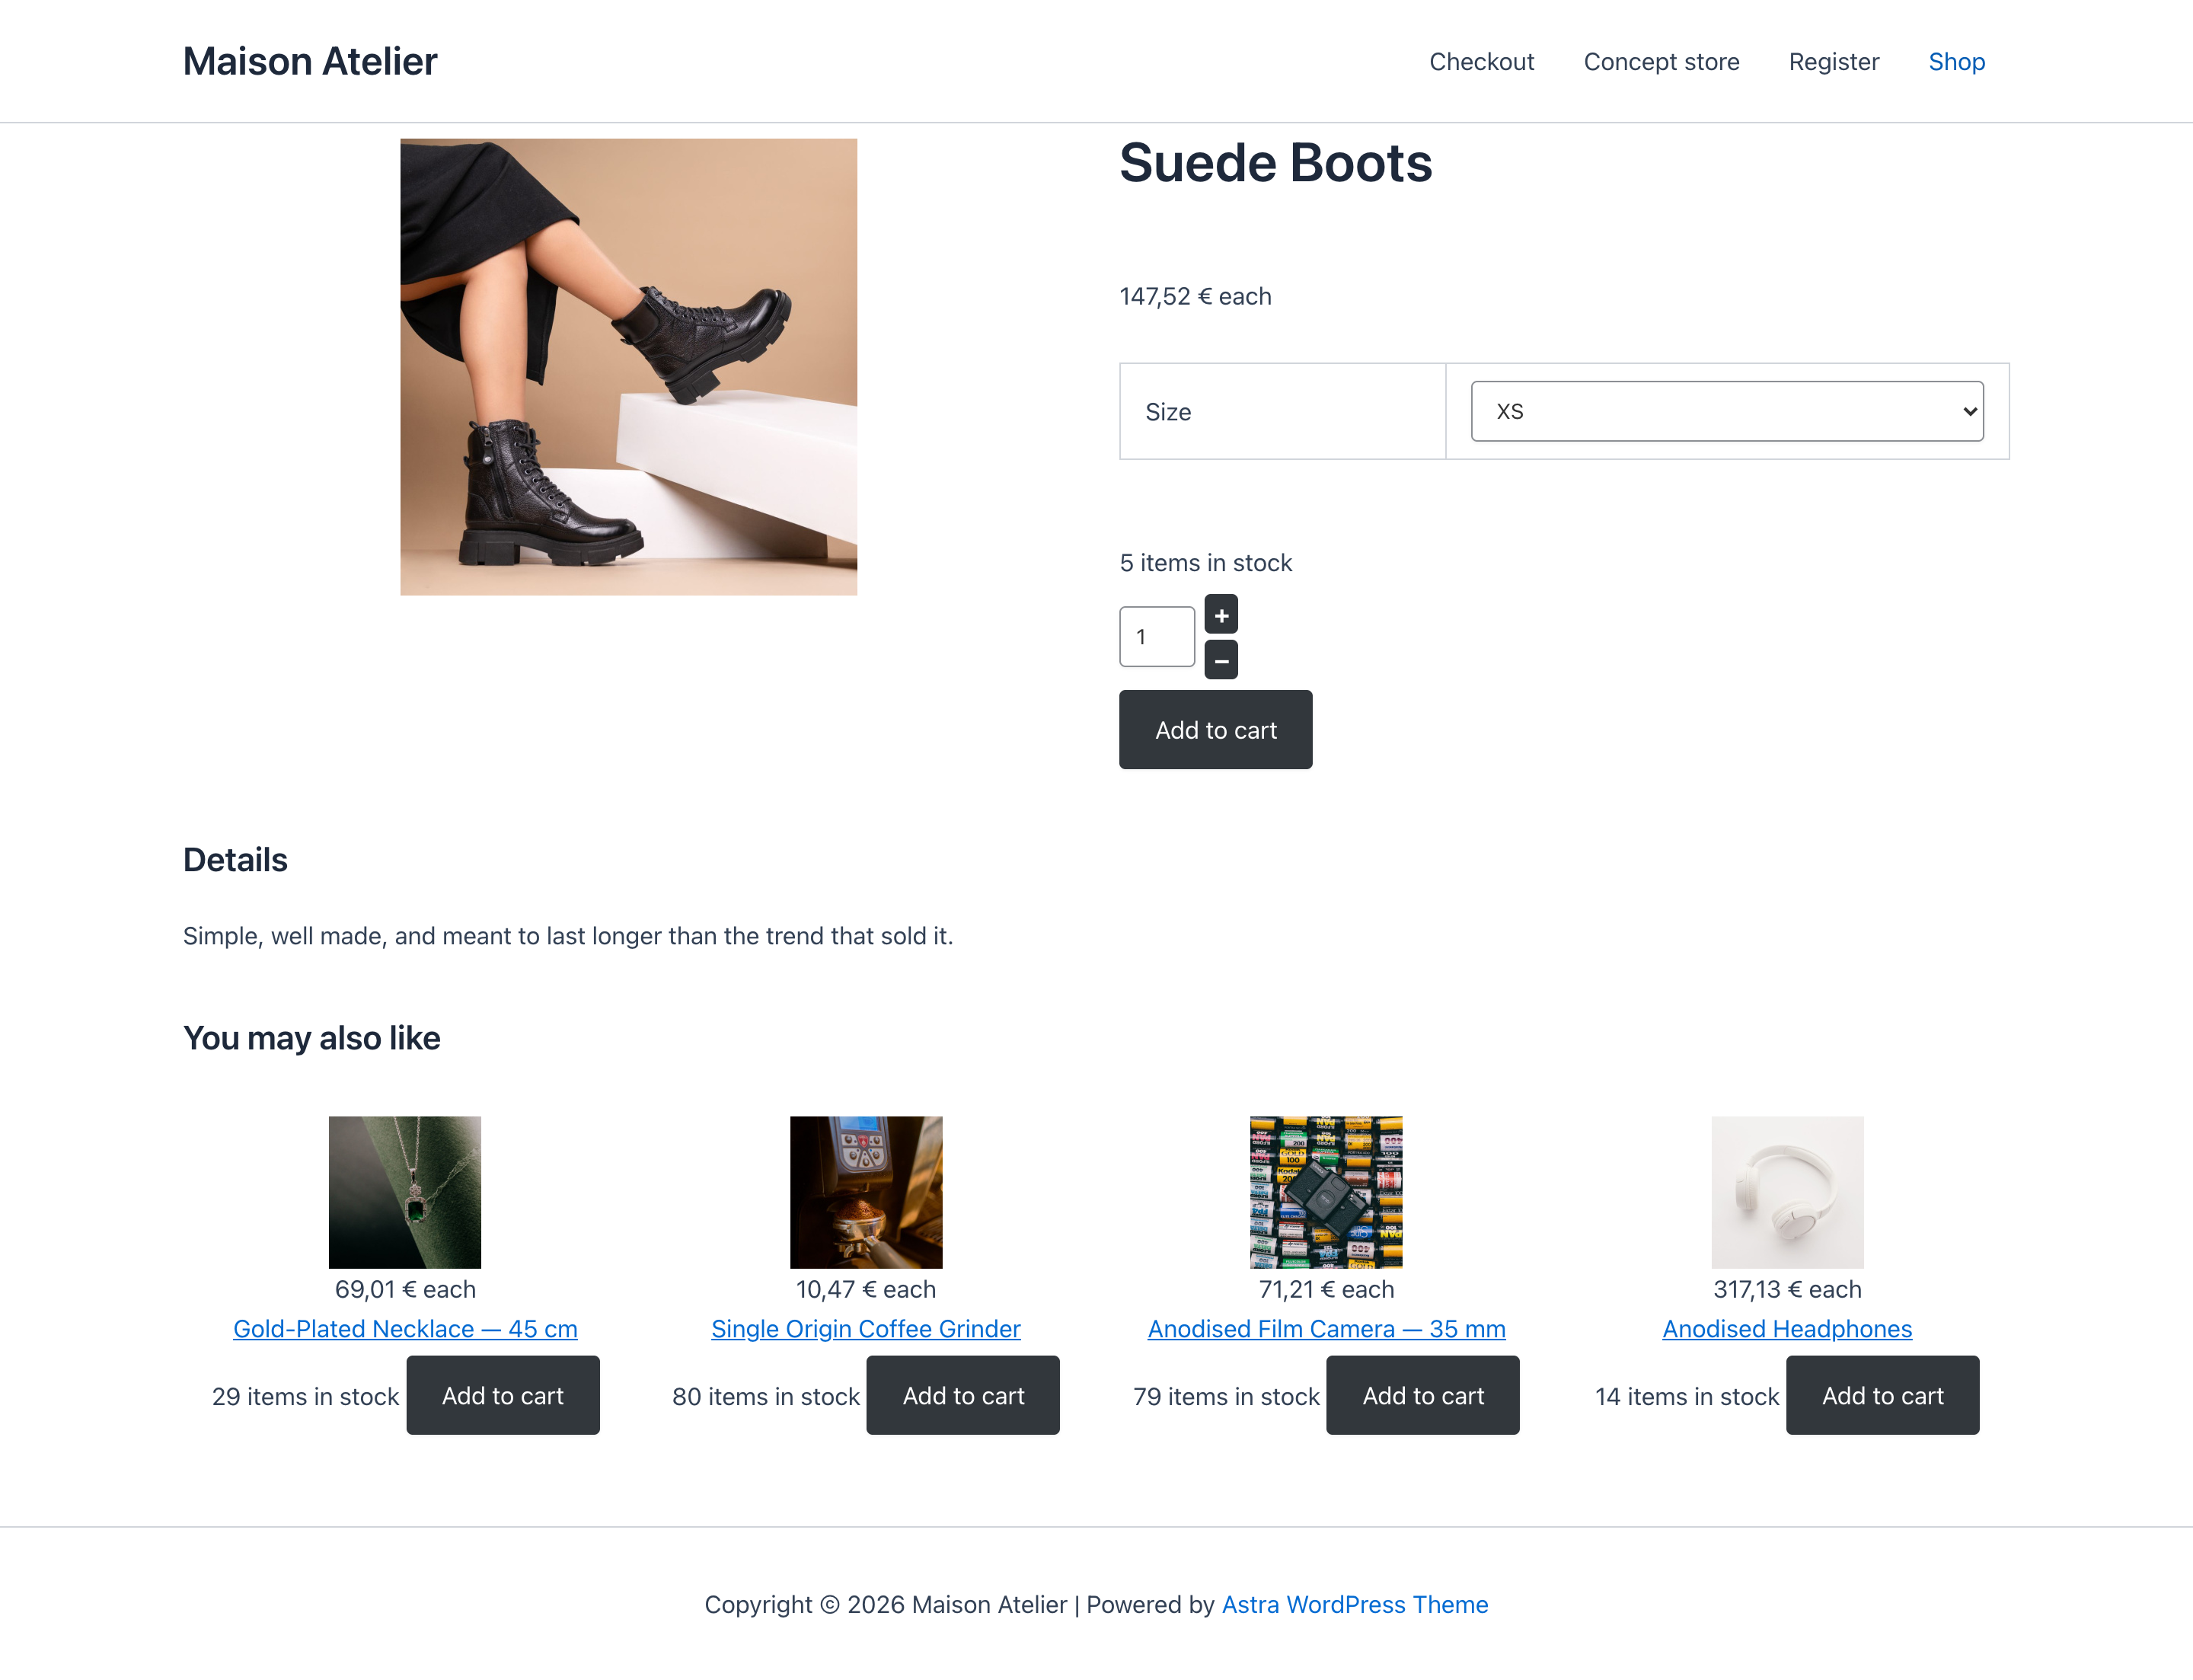 Maison Atelier
Checkout Concept store Register Shop
Suede Boots
147,52 € each
Size XS
5 items in stock
1
+
−
Add to cart
Details
Simple, well made, and meant to last longer than the trend that sold it.
You may also like
69,01 € each
Gold-Plated Necklace — 45 cm
29 items in stock Add to cart
10,47 € each
Single Origin Coffee Grinder
80 items in stock Add to cart
71,21 € each
Anodised Film Camera — 35 mm
79 items in stock Add to cart
317,13 € each
Anodised Headphones
14 items in stock Add to cart
Copyright © 2026 Maison Atelier | Powered by Astra WordPress Theme